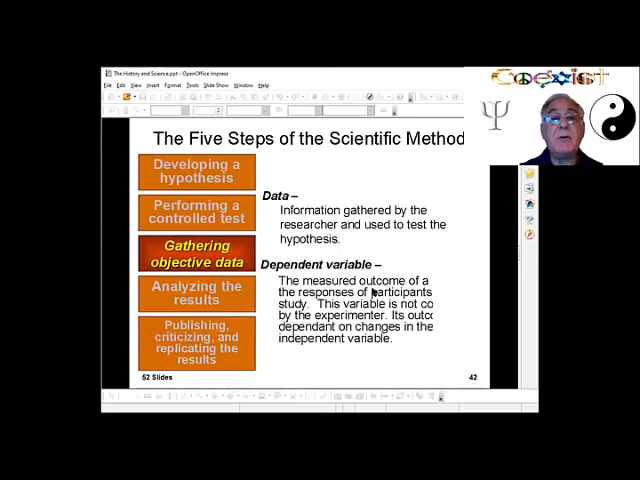 The History and Science.ppt - OpenOffice Impress
File Edit View Insert Format Tools Slide Show Window Help
Coexist
Ψ
The Five Steps of the Scientific Method
Developing a
hypothesis
Performing a
controlled test
Gathering
objective data
Analyzing the
results
Publishing,
criticizing, and
replicating the
results
Data –
Information gathered by the
researcher and used to test the
hypothesis.
Dependent variable –
The measured outcome of a
the responses of participants
study. This variable is not co
by the experimenter. Its outc
dependant on changes in the
independent variable.
52 Slides
42